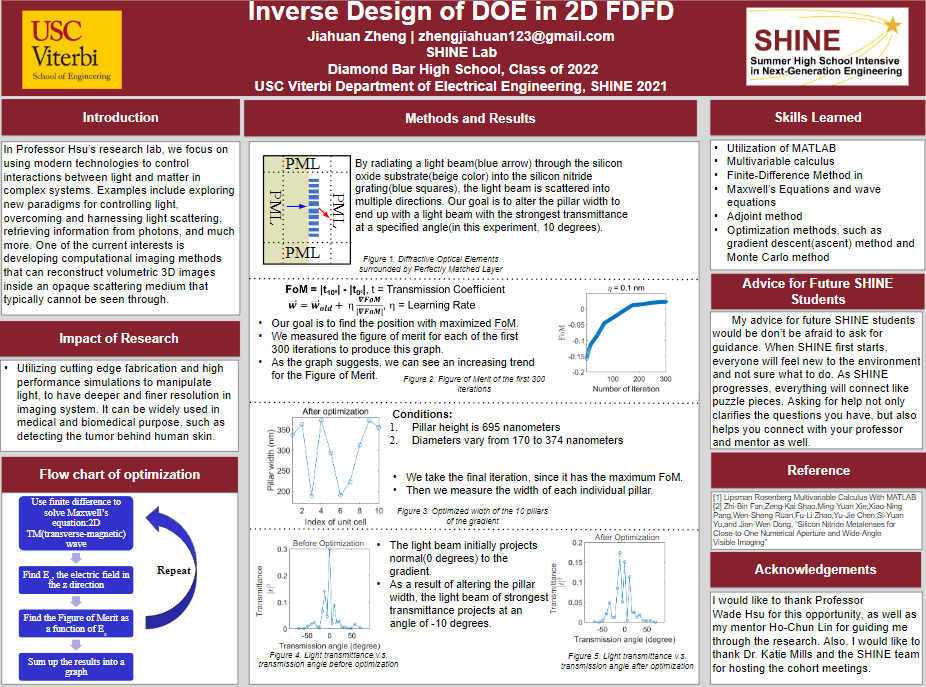 Inverse Design of DOE in 2D FDFD
Jiahuan Zheng | zhengjiahuan123@gmail.com
SHINE Lab
Diamond Bar High School, Class of 2022
USC Viterbi Department of Electrical Engineering, SHINE 2021
USC
Viterbi
School of Engineering
SHINE
Summer High School Intensive
in Next-Generation Engineering
Introduction
In Professor Hsu's research lab, we focus on
using modern technologies to control
interactions between light and matter in
complex systems. Examples include exploring
new paradigms for controlling light,
overcoming and harnessing light scattering,
retrieving information from photons, and much
more. One of the current interests is
developing computational imaging methods
that can reconstruct volumetric 3D images
inside an opaque scattering medium that
typically cannot be seen through.
Impact of Research
• Utilizing cutting edge fabrication and high
performance simulations to manipulate
light, to have deeper and finer resolution in
imaging system. It can be widely used in
medical and biomedical purpose, such as
detecting the tumor behind human skin.
Flow chart of optimization
Use finite difference to
solve Maxwell's
equation:2D
TM(transverse-magnetic)
wave
Find Ez, the electric field in
the z direction
Find the Figure of Merit as
a function of Ez
Sum up the results into a
graph
Repeat
Methods and Results
PML
PML
PML
PML
By radiating a light beam(blue arrow) through the silicon
oxide substrate(beige color) into the silicon nitride
grating(blue squares), the light beam is scattered into
multiple directions. Our goal is to alter the pillar width to
end up with a light beam with the strongest transmittance
at a specified angle(in this experiment, 10 degrees).
Figure 1. Diffractive Optical Elements
surrounded by Perfectly Matched Layer
FoM = |t10°| - |t0°|, t = Transmission Coefficient
w⃗ = w⃗old + η ∇FoM/|∇FoM|, η = Learning Rate
• Our goal is to find the position with maximized FoM.
• We measured the figure of merit for each of the first
300 iterations to produce this graph.
• As the graph suggests, we can see an increasing trend
for the Figure of Merit.
η = 0.1 nm
FoM
0
-0.05
-0.1
-0.15
-0.2
100 200 300
Number of iteration
Figure 2. Figure of Merit of the first 300
iterations
After optimization
Pillar width (nm)
350
300
250
200
2 4 6 8 10
Index of unit cell
Conditions:
1. Pillar height is 695 nanometers
2. Diameters vary from 170 to 374 nanometers
• We take the final iteration, since it has the maximum FoM.
• Then we measure the width of each individual pillar.
Figure 3. Optimized width of the 10 pillars
of the gradient
Before Optimization
Transmittance
|t|²
0.3
0.2
0.1
0
-50 0 50
Transmission angle (degree)
Figure 4. Light transmittance v.s.
transmission angle before optimization
• The light beam initially projects
normal(0 degrees) to the
gradient.
• As a result of altering the pillar
width, the light beam of strongest
transmittance projects at an
angle of -10 degrees.
After Optimization
Transmittance
|t|²
0.2
0.15
0.1
0.05
0
-50 0 50
Transmission angle (degree)
Figure 5. Light transmittance v.s.
transmission angle after optimization
Skills Learned
• Utilization of MATLAB
• Multivariable calculus
• Finite-Difference Method in
• Maxwell's Equations and wave
equations
• Adjoint method
• Optimization methods, such as
gradient descent(ascent) method and
Monte Carlo method
Advice for Future SHINE
Students
My advice for future SHINE students
would be don't be afraid to ask for
guidance. When SHINE first starts,
everyone will feel new to the environment
and not sure what to do. As SHINE
progresses, everything will connect like
puzzle pieces. Asking for help not only
clarifies the questions you have, but also
helps you connect with your professor
and mentor as well.
Reference
[1] Lipsman Rosenberg Multivariable Calculus With MATLAB
[2] Zhi-Bin Fan,Zeng-Kai Shao,Ming-Yuan Xie,Xiao-Ning
Pang,Wen-Sheng Ruan,Fu-Li Zhao,Yu-Jie Chen,Si-Yuan
Yu,and Jian-Wen Dong, "Silicon Nitride Metalenses for
Close-to-One Numerical Aperture and Wide-Angle
Visible Imaging"
Acknowledgements
I would like to thank Professor
Wade Hsu for this opportunity, as well as
my mentor Ho-Chun Lin for guiding me
through the research. Also, I would like to
thank Dr. Katie Mills and the SHINE team
for hosting the cohort meetings.